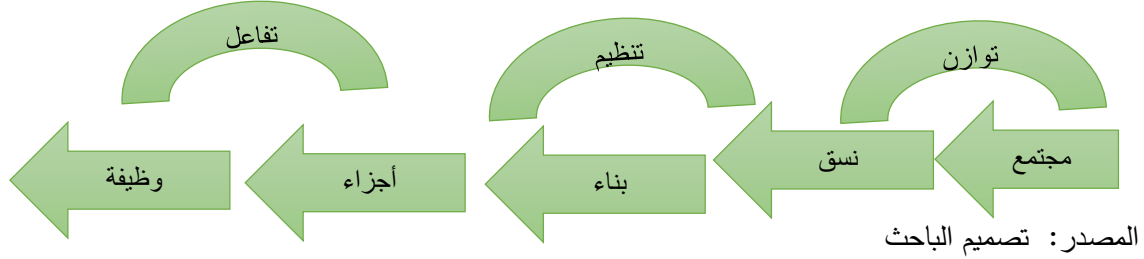 توازن
تنظيم
تفاعل
مجتمع
نسق
بناء
أجزاء
وظيفة
المصدر: تصميم الباحث